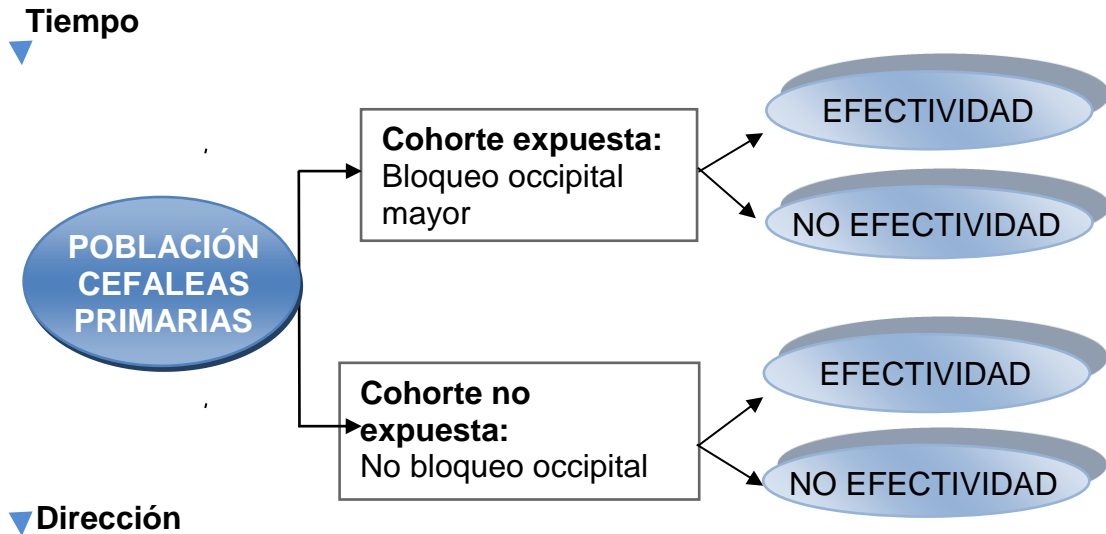 Tiempo
Cohorte expuesta:
Bloqueo occipital
mayor
EFECTIVIDAD
NO EFECTIVIDAD
POBLACIÓN
CEFALEAS
PRIMARIAS
Cohorte no
expuesta:
No bloqueo occipital
EFECTIVIDAD
NO EFECTIVIDAD
Dirección